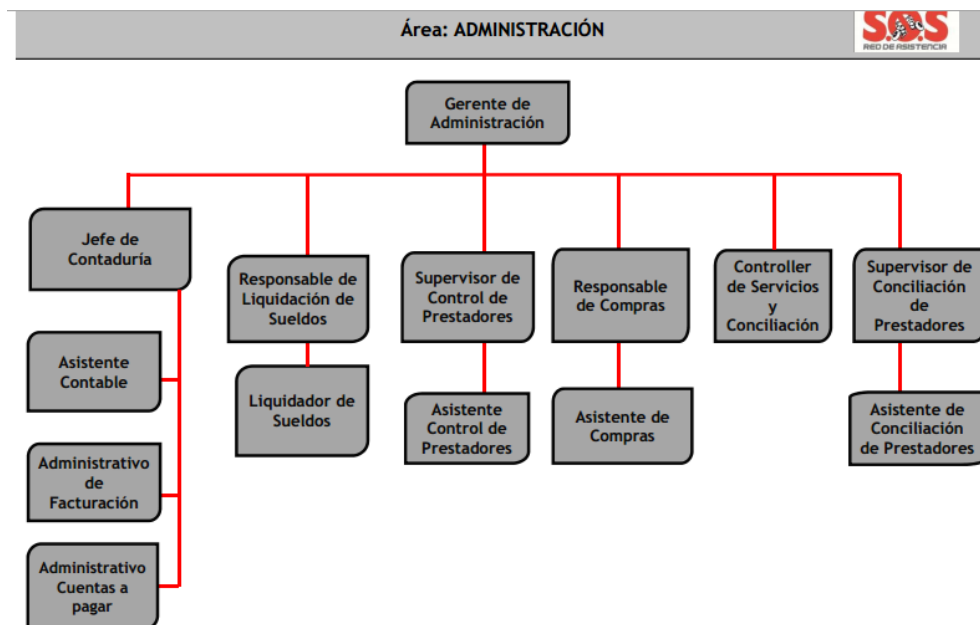 Área: ADMINISTRACIÓN
S.O.S
RED DE ASISTENCIA
Gerente de
Administración
Jefe de
Contaduría
Responsable de
Liquidación de
Sueldos
Supervisor de
Control de
Prestadores
Responsable
de Compras
Controller
de Servicios
y
Conciliación
Supervisor de
Conciliación
de
Prestadores
Asistente
Contable
Liquidador de
Sueldos
Asistente
Control de
Prestadores
Asistente de
Compras
Asistente de
Conciliación
de Prestadores
Administrativo
de
Facturación
Administrativo
Cuentas a
pagar